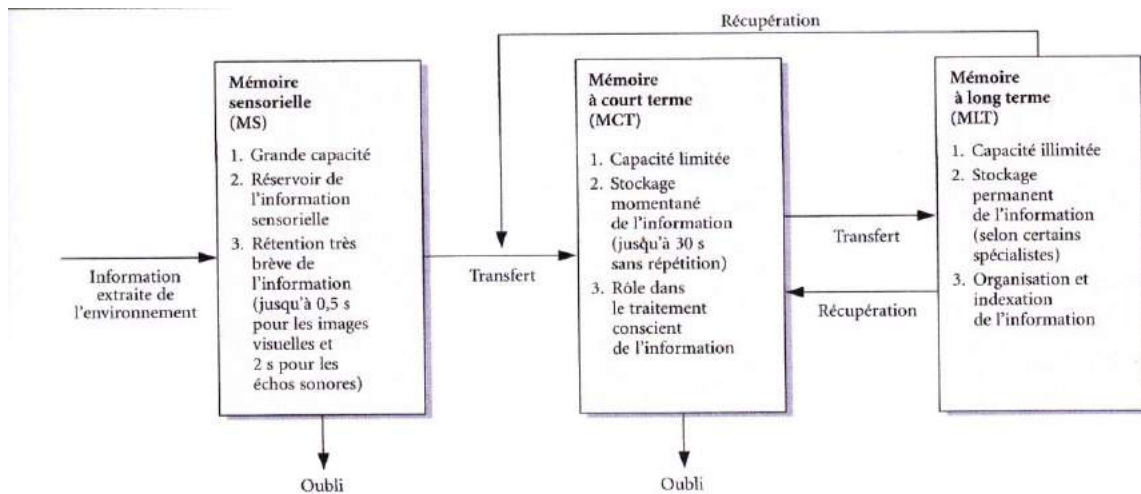 Récupération
Mémoire
sensorielle
(MS)
1. Grande capacité
2. Réservoir de
l'information
sensorielle
3. Rétention très
brève de
l'information
(jusqu'à 0,5 s
pour les images
visuelles et
2 s pour les
échos sonores)
Mémoire
à court terme
(MCT)
1. Capacité limitée
2. Stockage
momentané
de l'information
(jusqu'à 30 s
sans répétition)
3. Rôle dans
le traitement
conscient
de l'information
Mémoire
à long terme
(MLT)
1. Capacité illimitée
2. Stockage
permanent
de l'information
(selon certains
spécialistes)
3. Organisation et
indexation
de l'information
Information
extraite de
l'environnement
Transfert
Transfert
Récupération
Oubli
Oubli